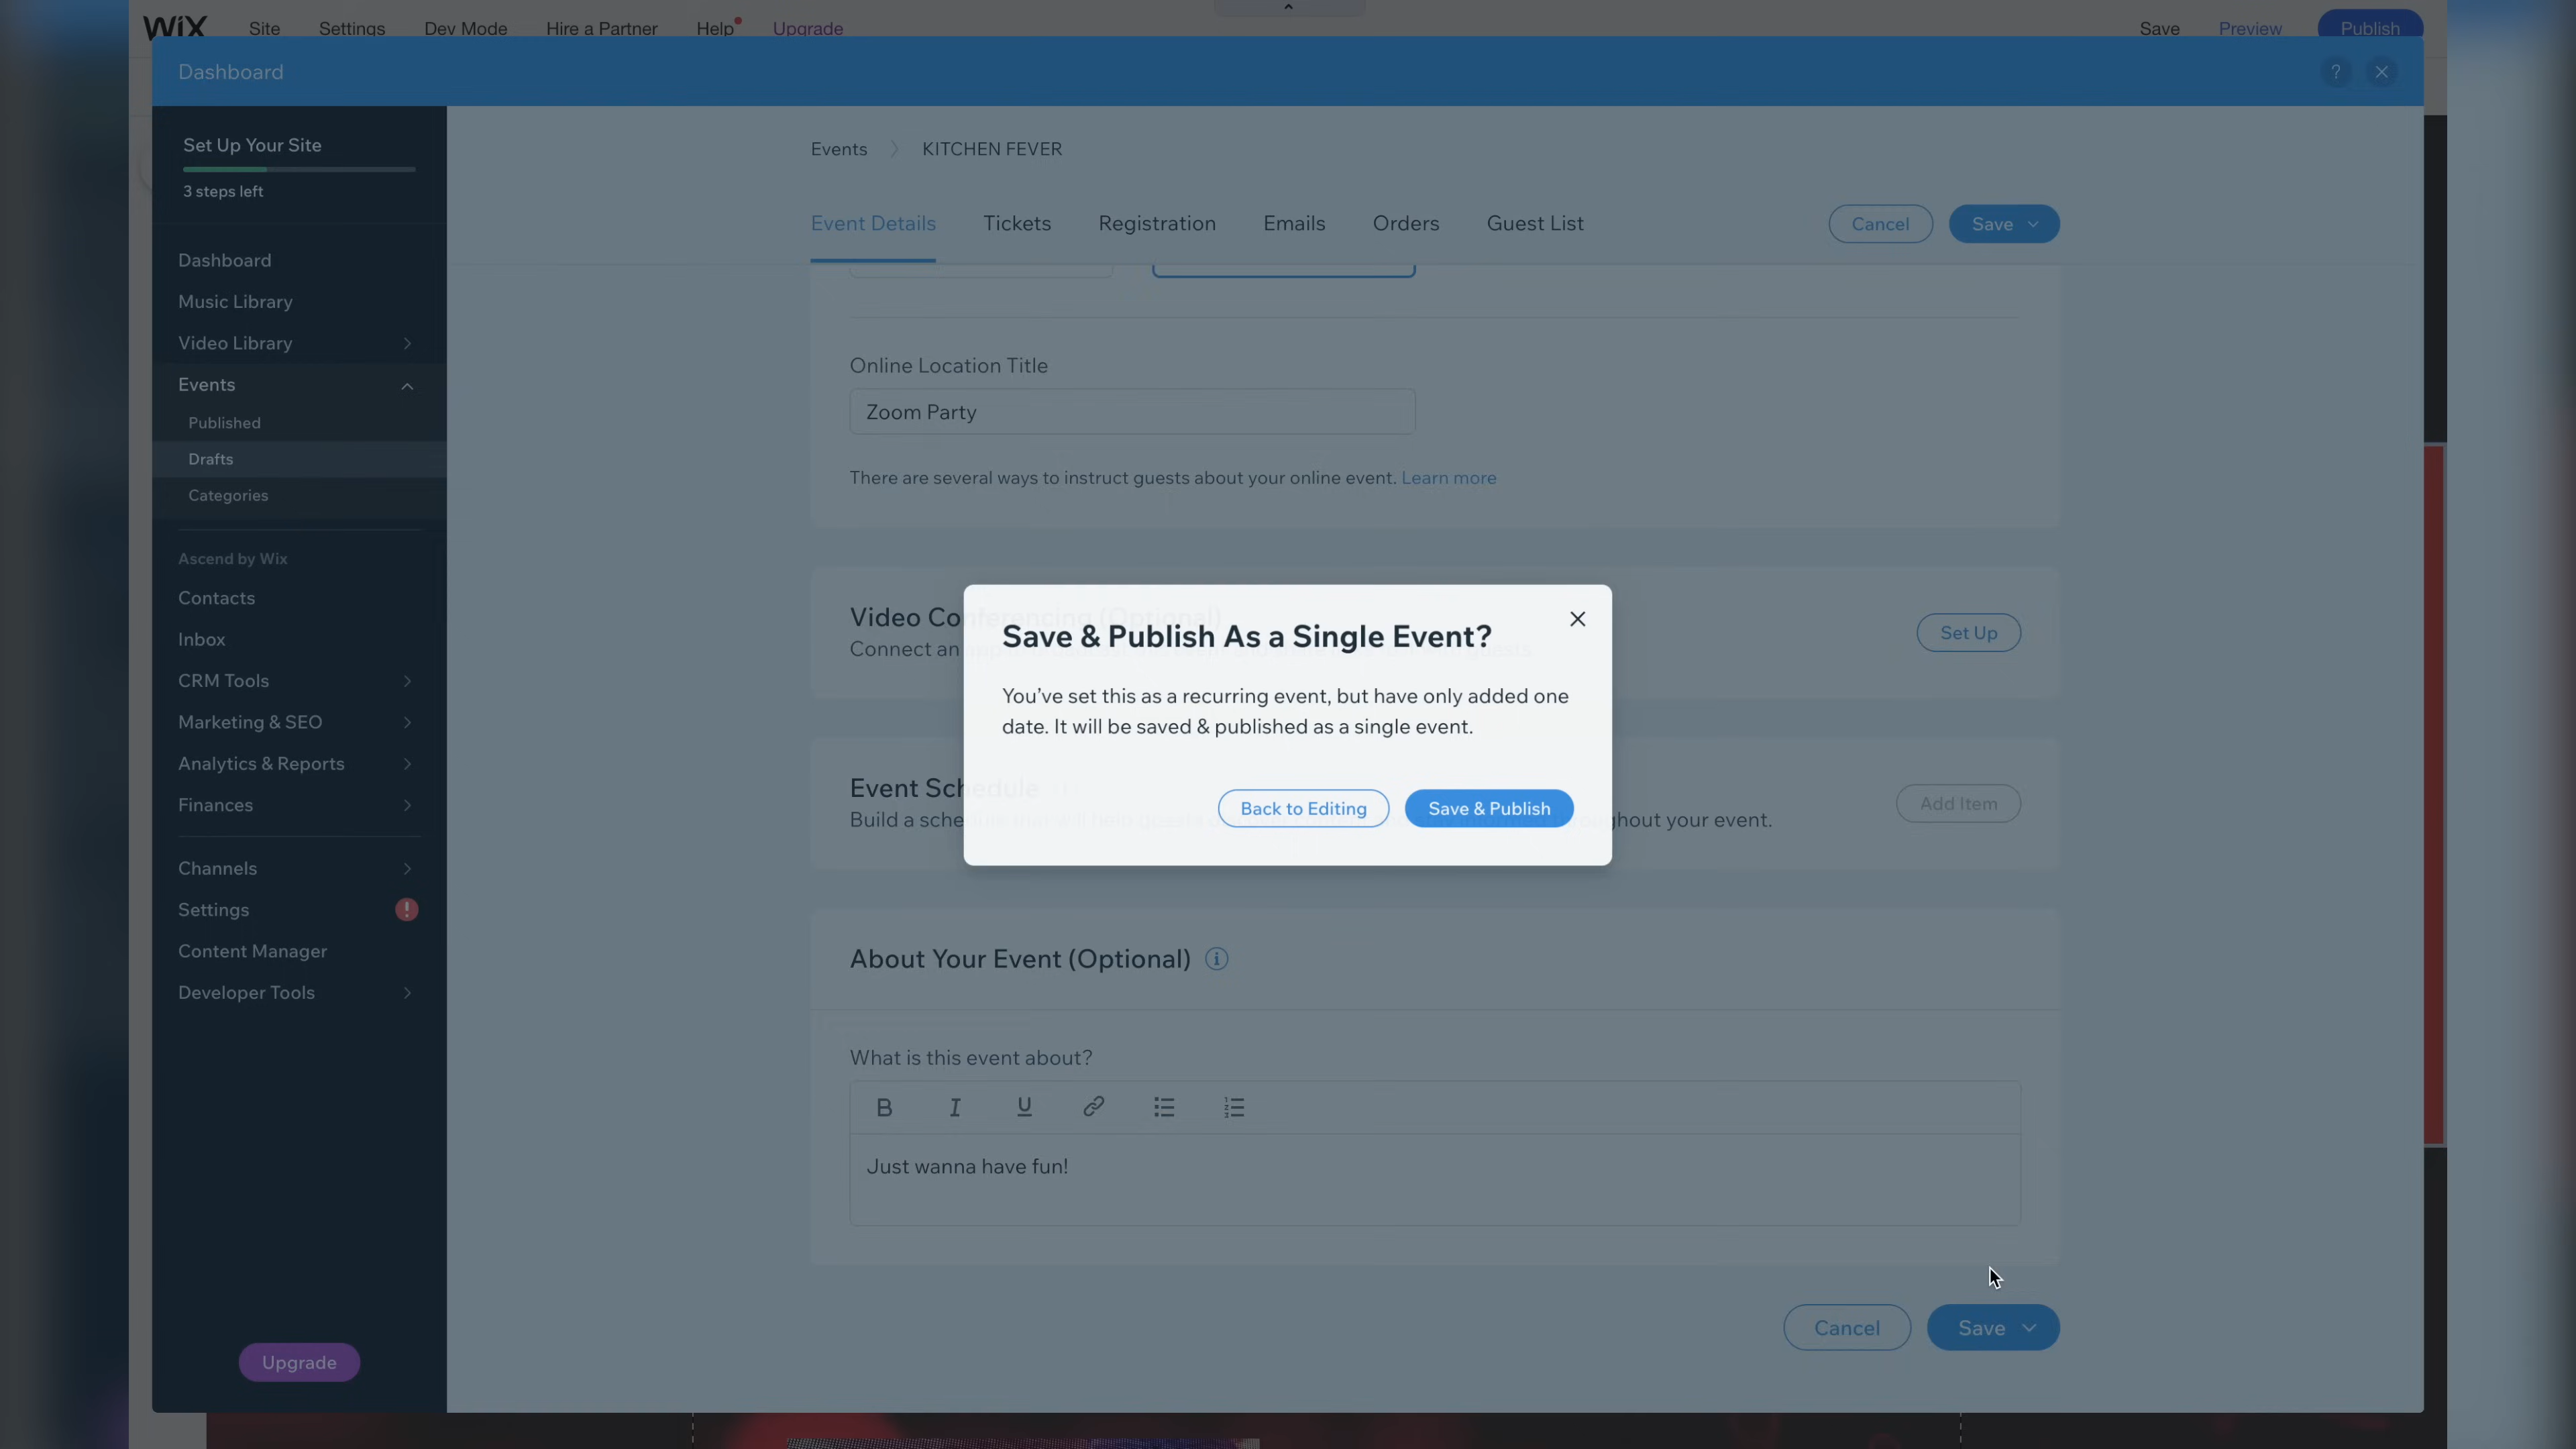 WiX Site Settings Dev Mode Hire a Partner Help Upgrade Save Preview Publish
Dashboard ?
Set Up Your Site
3 steps left
Dashboard
Music Library
Video Library
Events
Published
Drafts
Categories
Ascend by Wix
Contacts
Inbox
CRM Tools
Marketing & SEO
Analytics & Reports
Finances
Channels
Settings !
Content Manager
Developer Tools
Upgrade
Events KITCHEN FEVER
Event Details Tickets Registration Emails Orders Guest List Cancel Save
Online Location Title
Zoom Party
There are several ways to instruct guests about your online event. Learn more
Video Conferencing (Optional)
Connect an
Set Up
Save & Publish As a Single Event?
You've set this as a recurring event, but have only added one
date. It will be saved & published as a single event.
Back to Editing Save & Publish
Event Schedule
Build a schedule that will help guests throughout your event.
Add Item
About Your Event (Optional) i
What is this event about?
B I U
Just wanna have fun!
Cancel Save